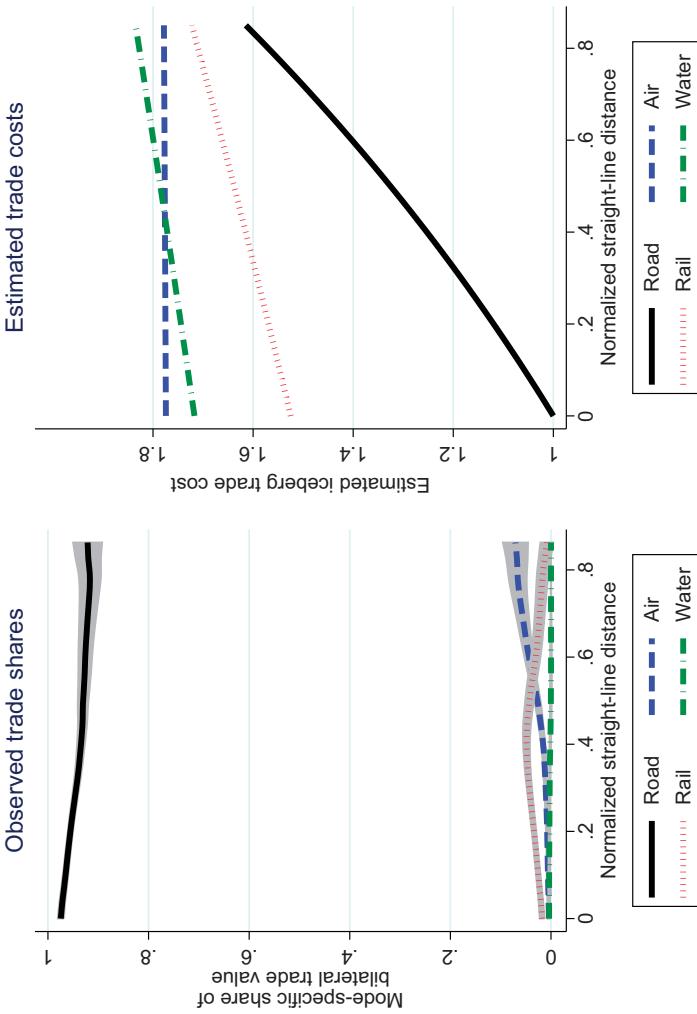 Observed trade shares
Mode-specific share of
bilateral trade value
1
.8
.6
.4
.2
0
0 .2 .4 .6 .8
Normalized straight-line distance
Road Air
Rail Water
Estimated trade costs
Estimated iceberg trade cost
1.8
1.6
1.4
1.2
1
0 .2 .4 .6 .8
Normalized straight-line distance
Road Air
Rail Water